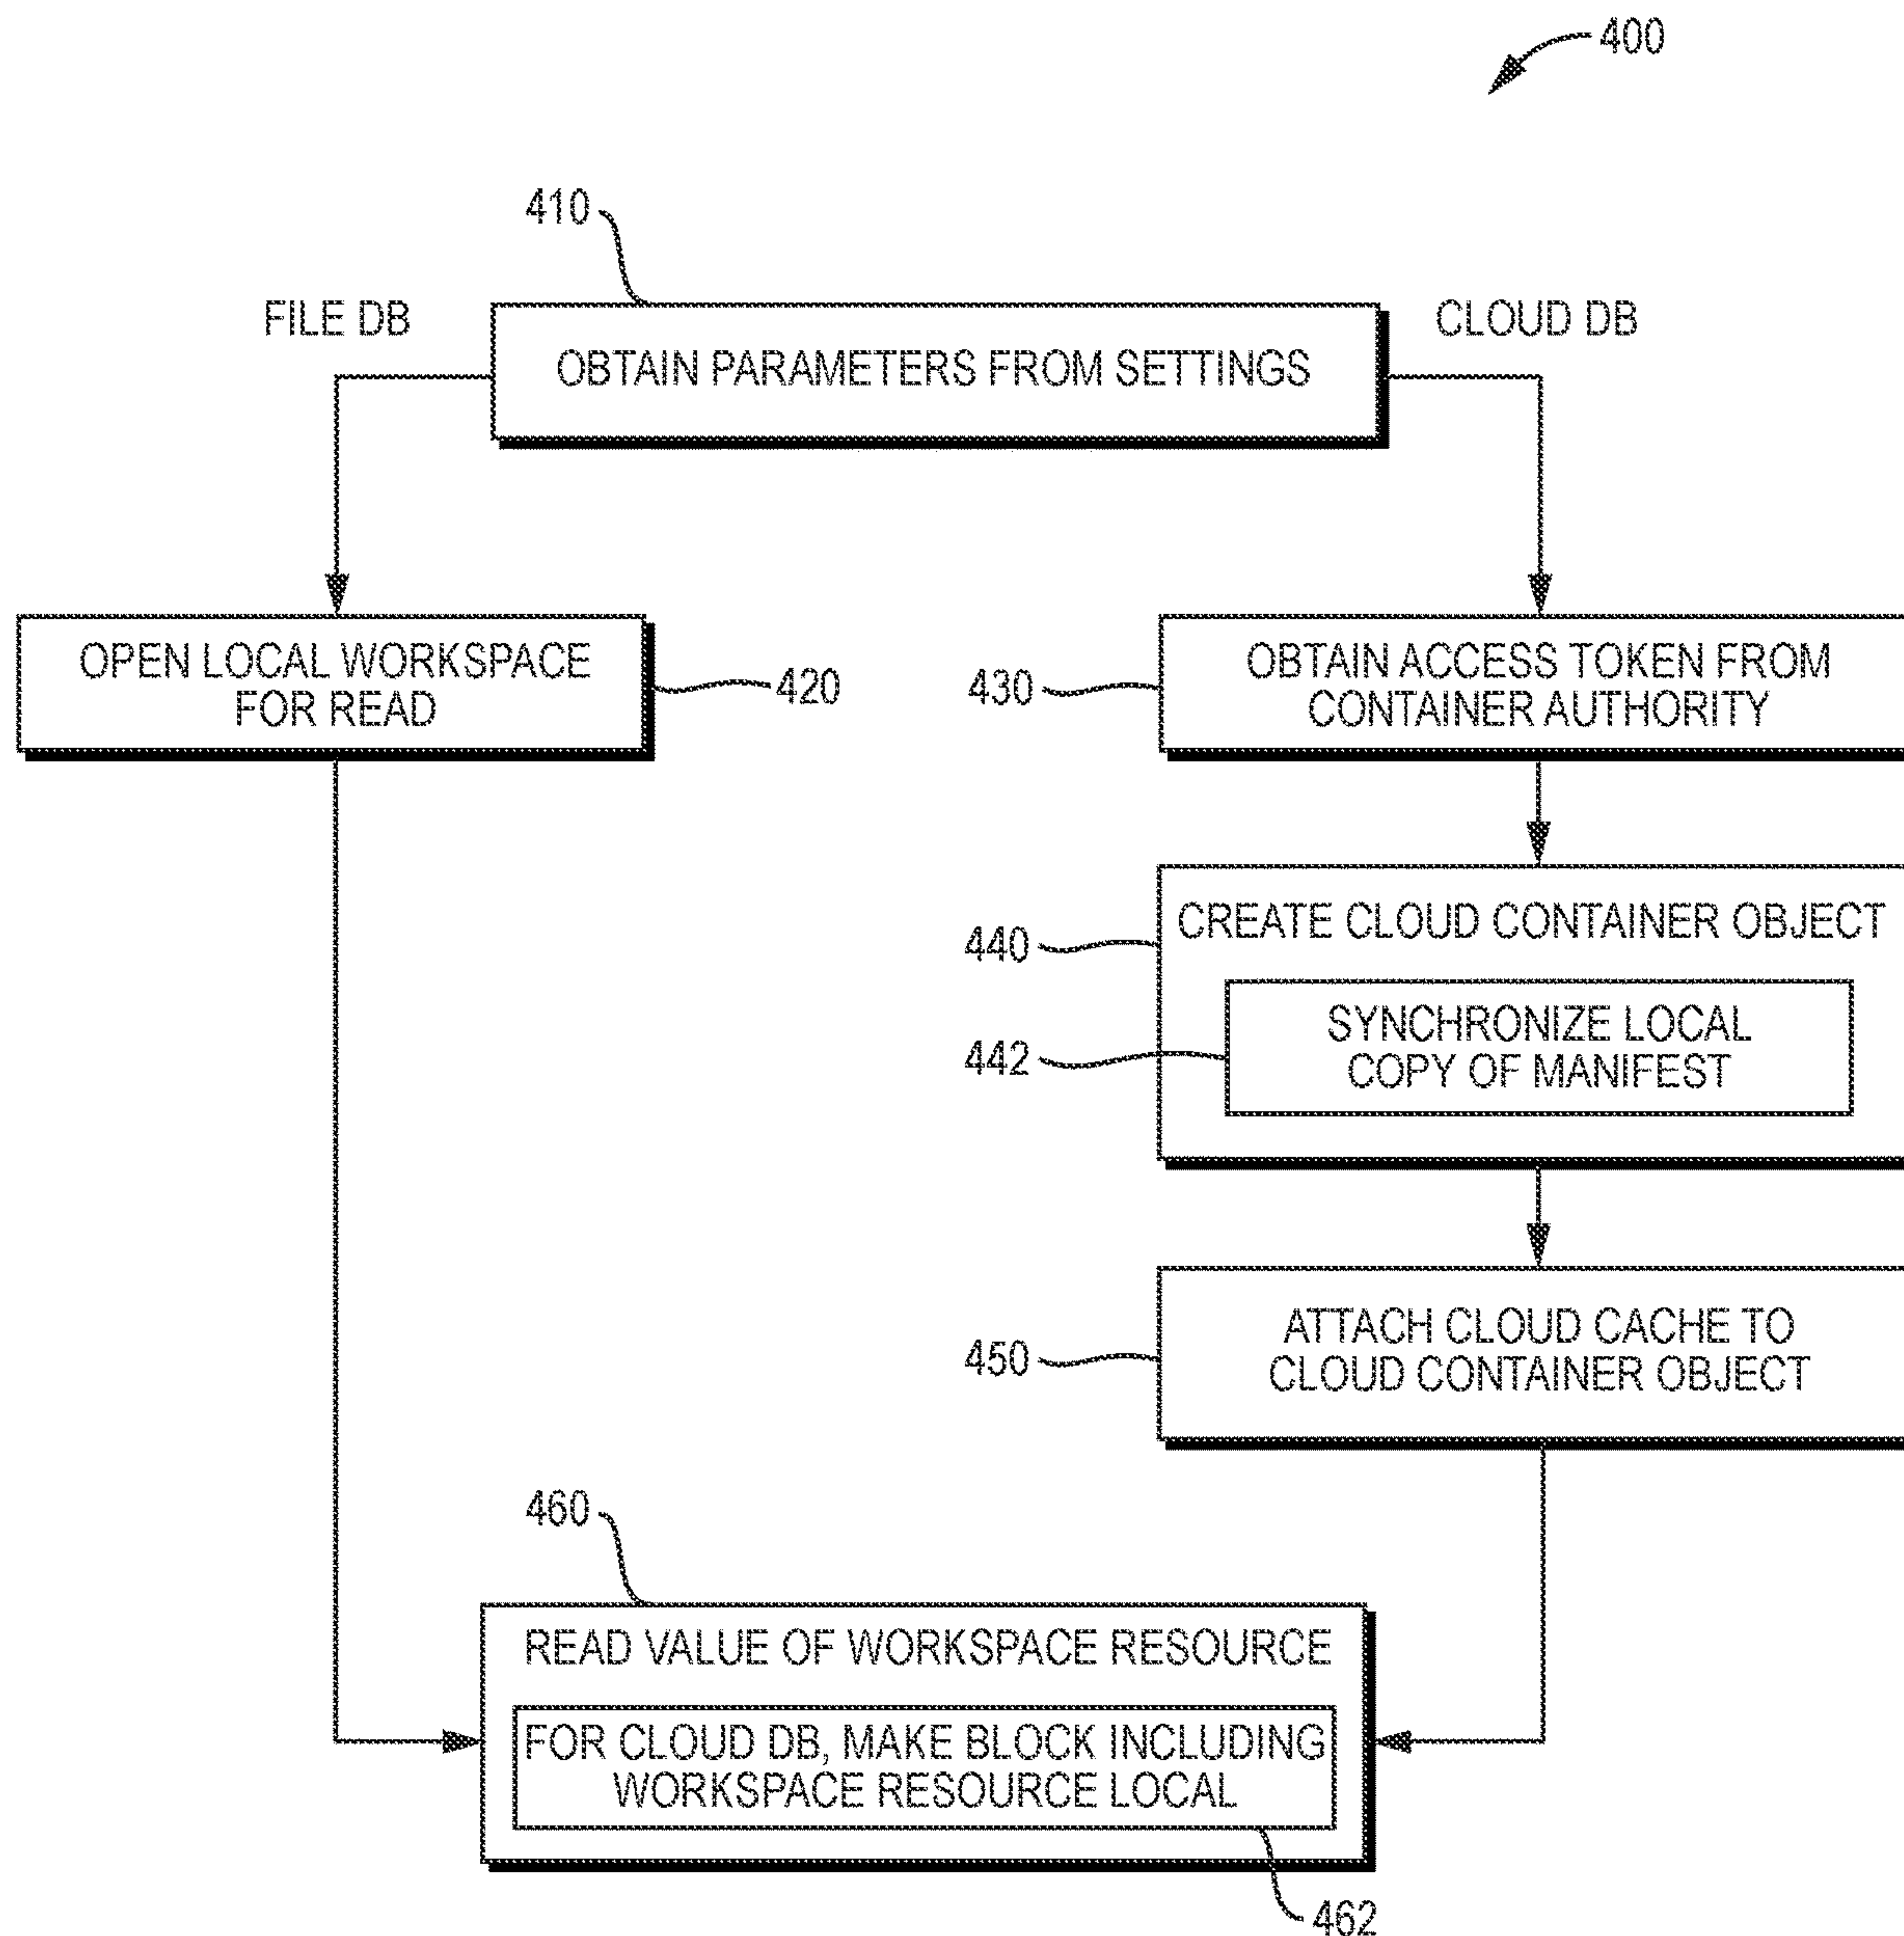 400
410
FILE DB
CLOUD DB
OBTAIN PARAMETERS FROM SETTINGS
OPEN LOCAL WORKSPACE
FOR READ
420
430
OBTAIN ACCESS TOKEN FROM
CONTAINER AUTHORITY
440
CREATE CLOUD CONTAINER OBJECT
442
SYNCHRONIZE LOCAL
COPY OF MANIFEST
450
ATTACH CLOUD CACHE TO
CLOUD CONTAINER OBJECT
460
READ VALUE OF WORKSPACE RESOURCE
FOR CLOUD DB, MAKE BLOCK INCLUDING
WORKSPACE RESOURCE LOCAL
462